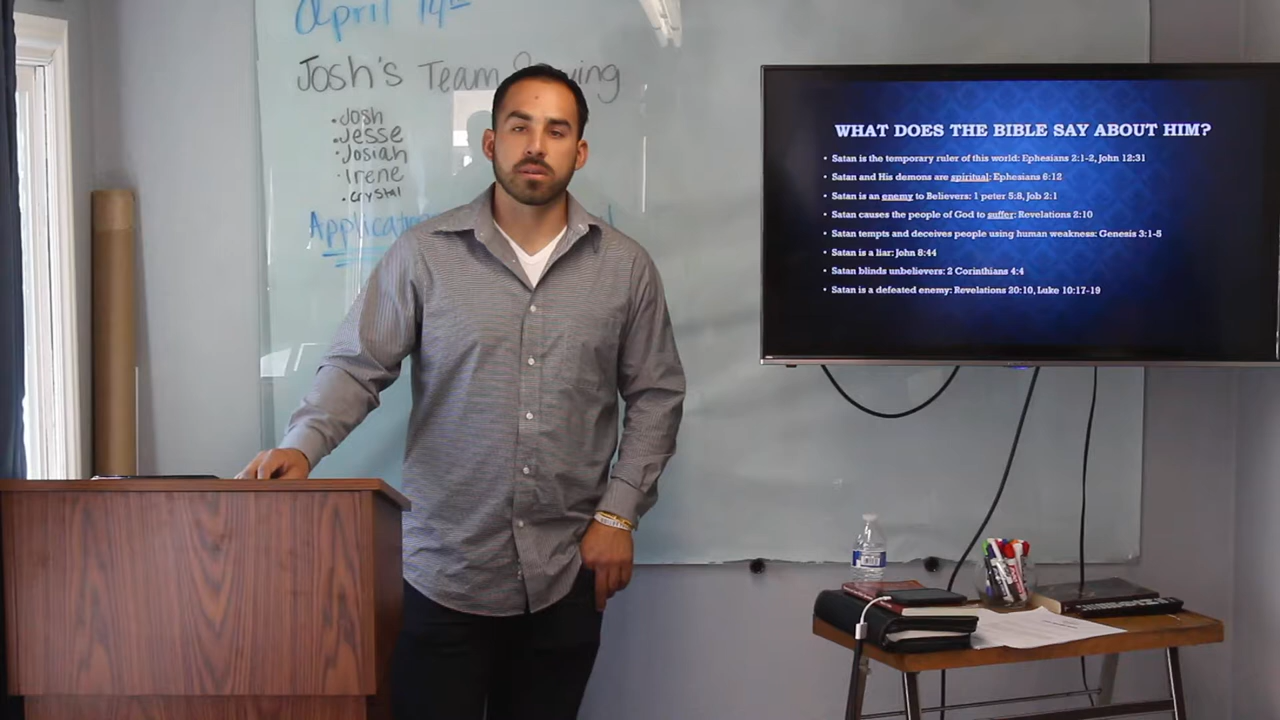 April 14th
Josh's Team Serving
• Josh
• Jesse
• Josiah
• Irene
• Crystal
WHAT DOES THE BIBLE SAY ABOUT HIM?
• Satan is the temporary ruler of this world: Ephesians 2:1-2, John 12:31
• Satan and His demons are spiritual: Ephesians 6:12
• Satan is an enemy to Believers: 1 peter 5:8, Job 2:1
• Satan causes the people of God to suffer: Revelations 2:10
• Satan tempts and deceives people using human weakness: Genesis 3:1-5
• Satan is a liar: John 8:44
• Satan blinds unbelievers: 2 Corinthians 4:4
• Satan is a defeated enemy: Revelations 20:10, Luke 10:17-19